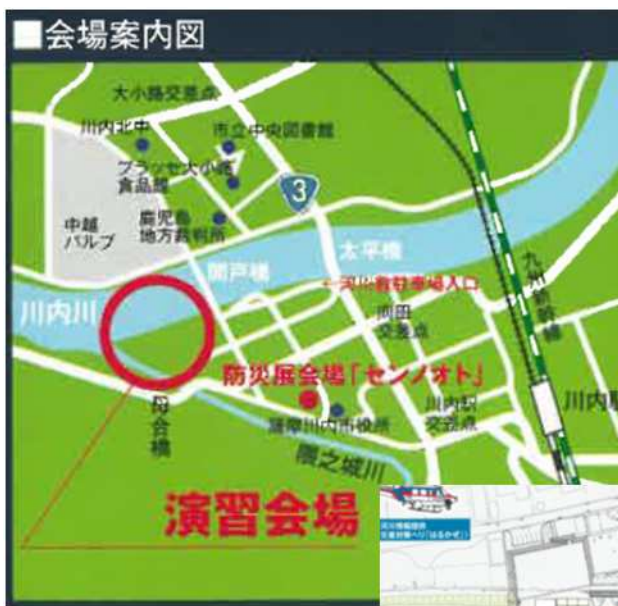 ■会場案内図
大小路交差点
川内北中
市立中央図書館
プラッセ大小路
食品館
3
中越
パルプ
鹿児島
地方裁判所
開戸橋
太平橋
川内川
←河川敷駐車場入口
九州新幹線
向田
交差点
防災展会場「センノオト」
川内駅
母合橋
薩摩川内市役所
川内駅
交差点
隈之城川
演習会場